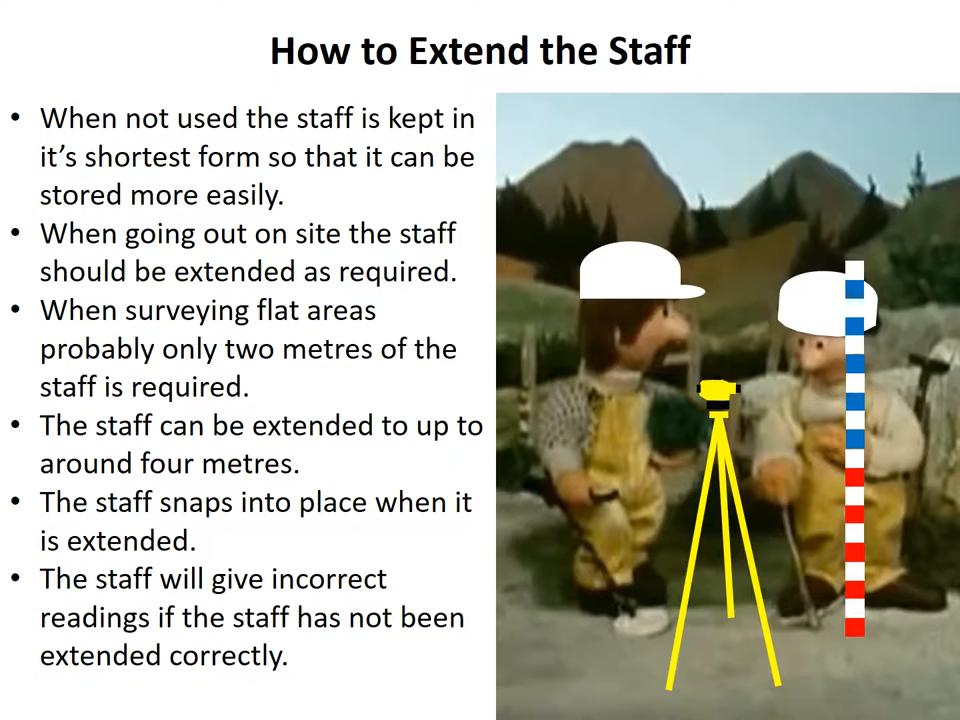 How to Extend the Staff
• When not used the staff is kept in
it's shortest form so that it can be
stored more easily.
• When going out on site the staff
should be extended as required.
• When surveying flat areas
probably only two metres of the
staff is required.
• The staff can be extended to up to
around four metres.
• The staff snaps into place when it
is extended.
• The staff will give incorrect
readings if the staff has not been
extended correctly.